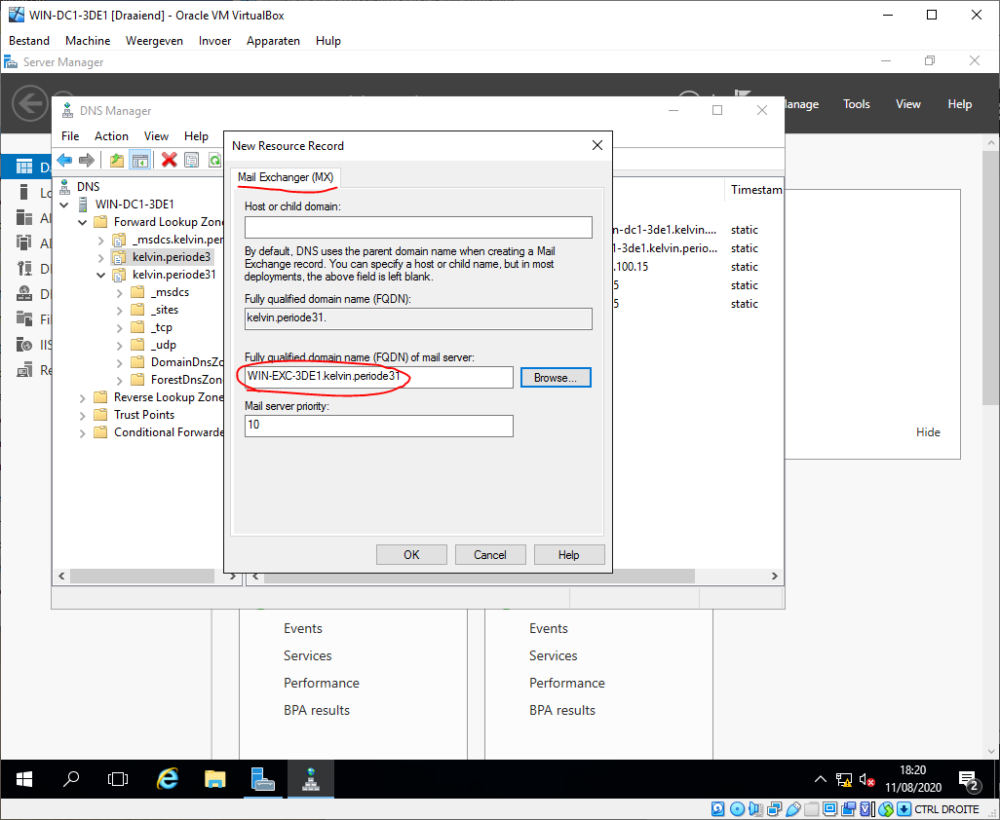 WIN-DC1-3DE1 [Draaiend] - Oracle VM VirtualBox
Bestand Machine Weergeven Invoer Apparaten Hulp
Server Manager
Manage Tools View Help
DNS Manager
File Action View Help
New Resource Record
Mail Exchanger (MX)
Host or child domain:
By default, DNS uses the parent domain name when creating a Mail
Exchange record. You can specify a host or child name, but in most
deployments, the above field is left blank.
Fully qualified domain name (FQDN):
kelvin.periode31.
Fully qualified domain name (FQDN) of mail server:
WIN-EXC-3DE1.kelvin.periode31
Browse...
Mail server priority:
10
OK Cancel Help
DNS
WIN-DC1-3DE1
Forward Lookup Zone
_msdcs.kelvin.per
kelvin.periode3
kelvin.periode31
_msdcs
_sites
_tcp
_udp
DomainDnsZo
ForestDnsZon
Reverse Lookup Zone
Trust Points
Conditional Forwarde
Timestam
n-dc1-3de1.kelvin.... static
1-3de1.kelvin.perio... static
.100.15 static
5 static
5 static
Da
Lo
Al
AD
D
D
Fil
IIS
Re
Hide
Events
Services
Performance
BPA results
Events
Services
Performance
BPA results
18:20
11/08/2020
2
CTRL DROITE